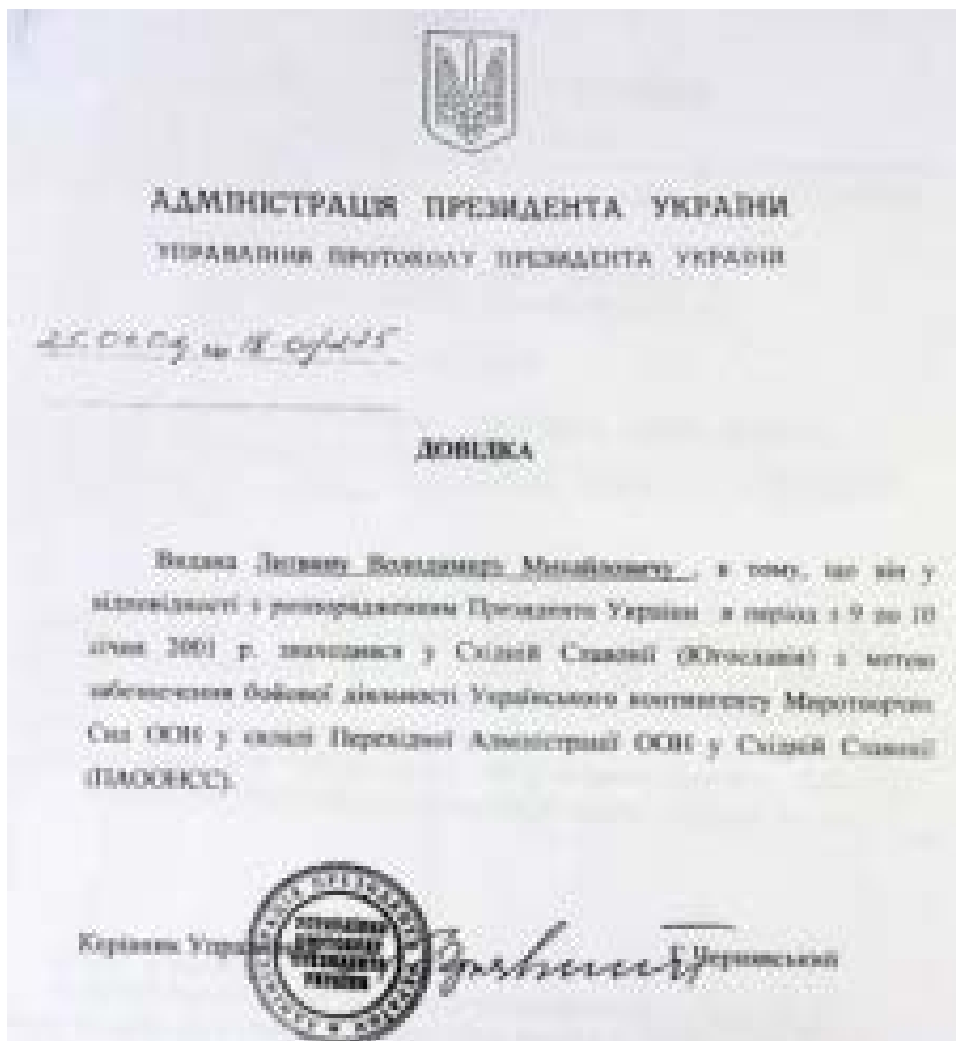 АДМІНІСТРАЦІЯ ПРЕЗИДЕНТА УКРАЇНИ
УПРАВЛІННЯ ПРОТОКОЛУ ПРЕЗИДЕНТА УКРАЇНИ
ДОВІДКА
Видана Литвину Володимиру Михайловичу , в тому, що він у
відповідності з розпорядженням Президента України в період з 9 по 10
січня 2001 р. знаходився у Східній Славонії (Югославія) з метою
забезпечення бойової діяльності Українського контингенту Миротворчих
Сил ООН у складі Перехідної Адміністрації ООН у Східній Славонії
(ПАООНСС).
Керівник